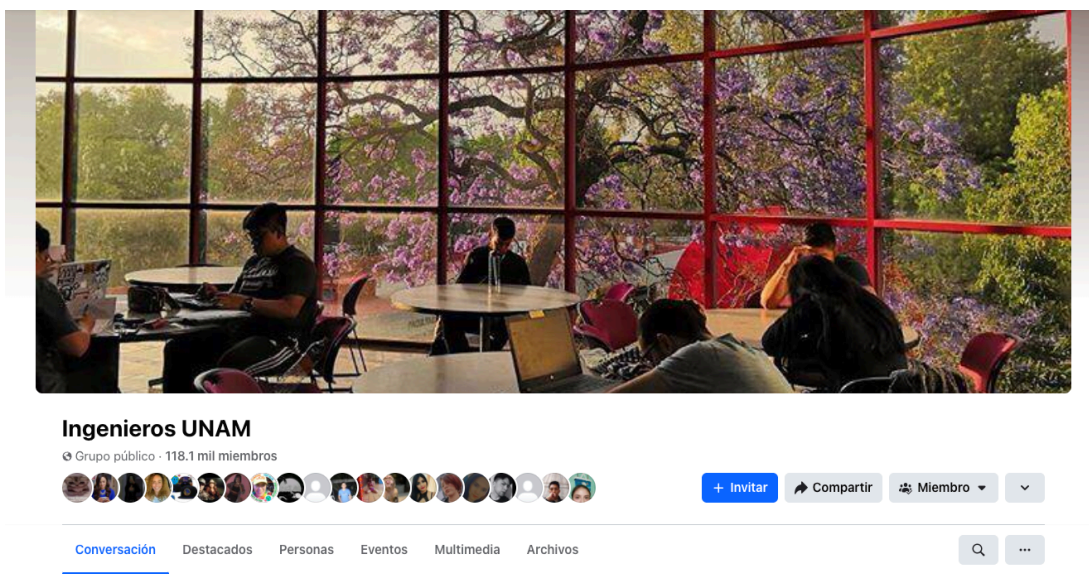 Ingenieros UNAM
Grupo público · 118.1 mil miembros
+ Invitar
Compartir
Miembro
Conversación
Destacados
Personas
Eventos
Multimedia
Archivos